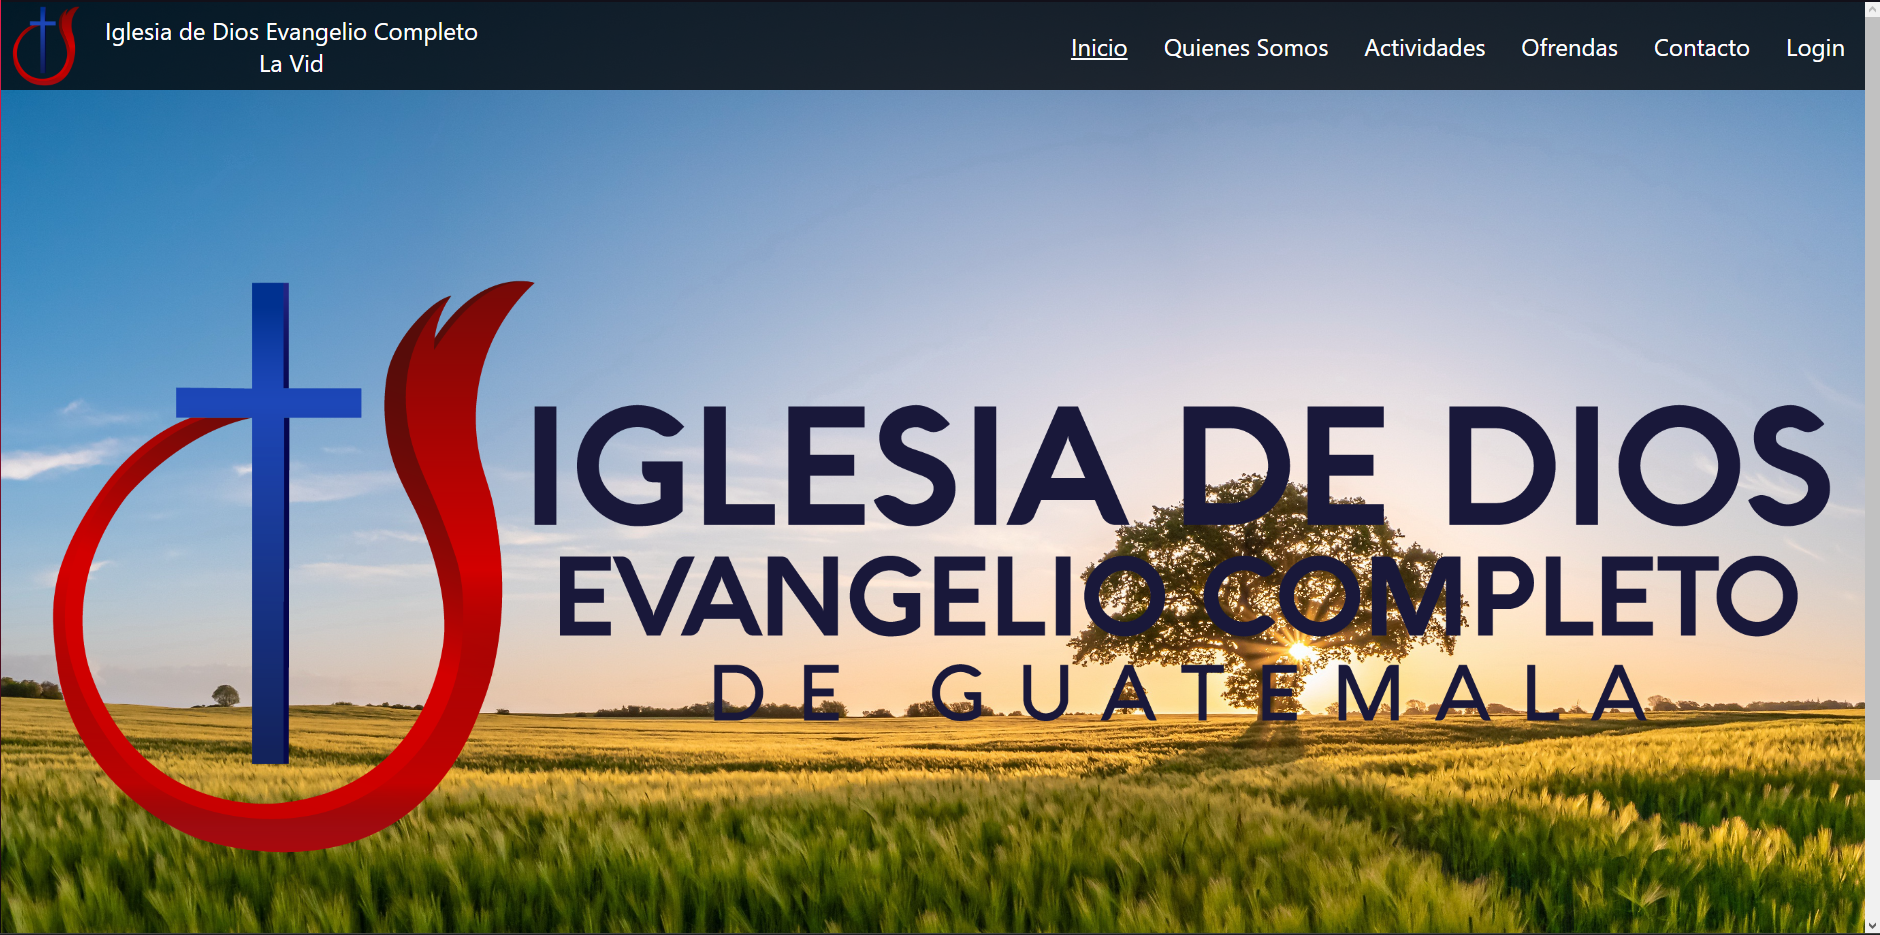 Iglesia de Dios Evangelio Completo
La Vid
Inicio Quienes Somos Actividades Ofrendas Contacto Login
IGLESIA DE DIOS
EVANGELIO COMPLETO
DE GUATEMALA